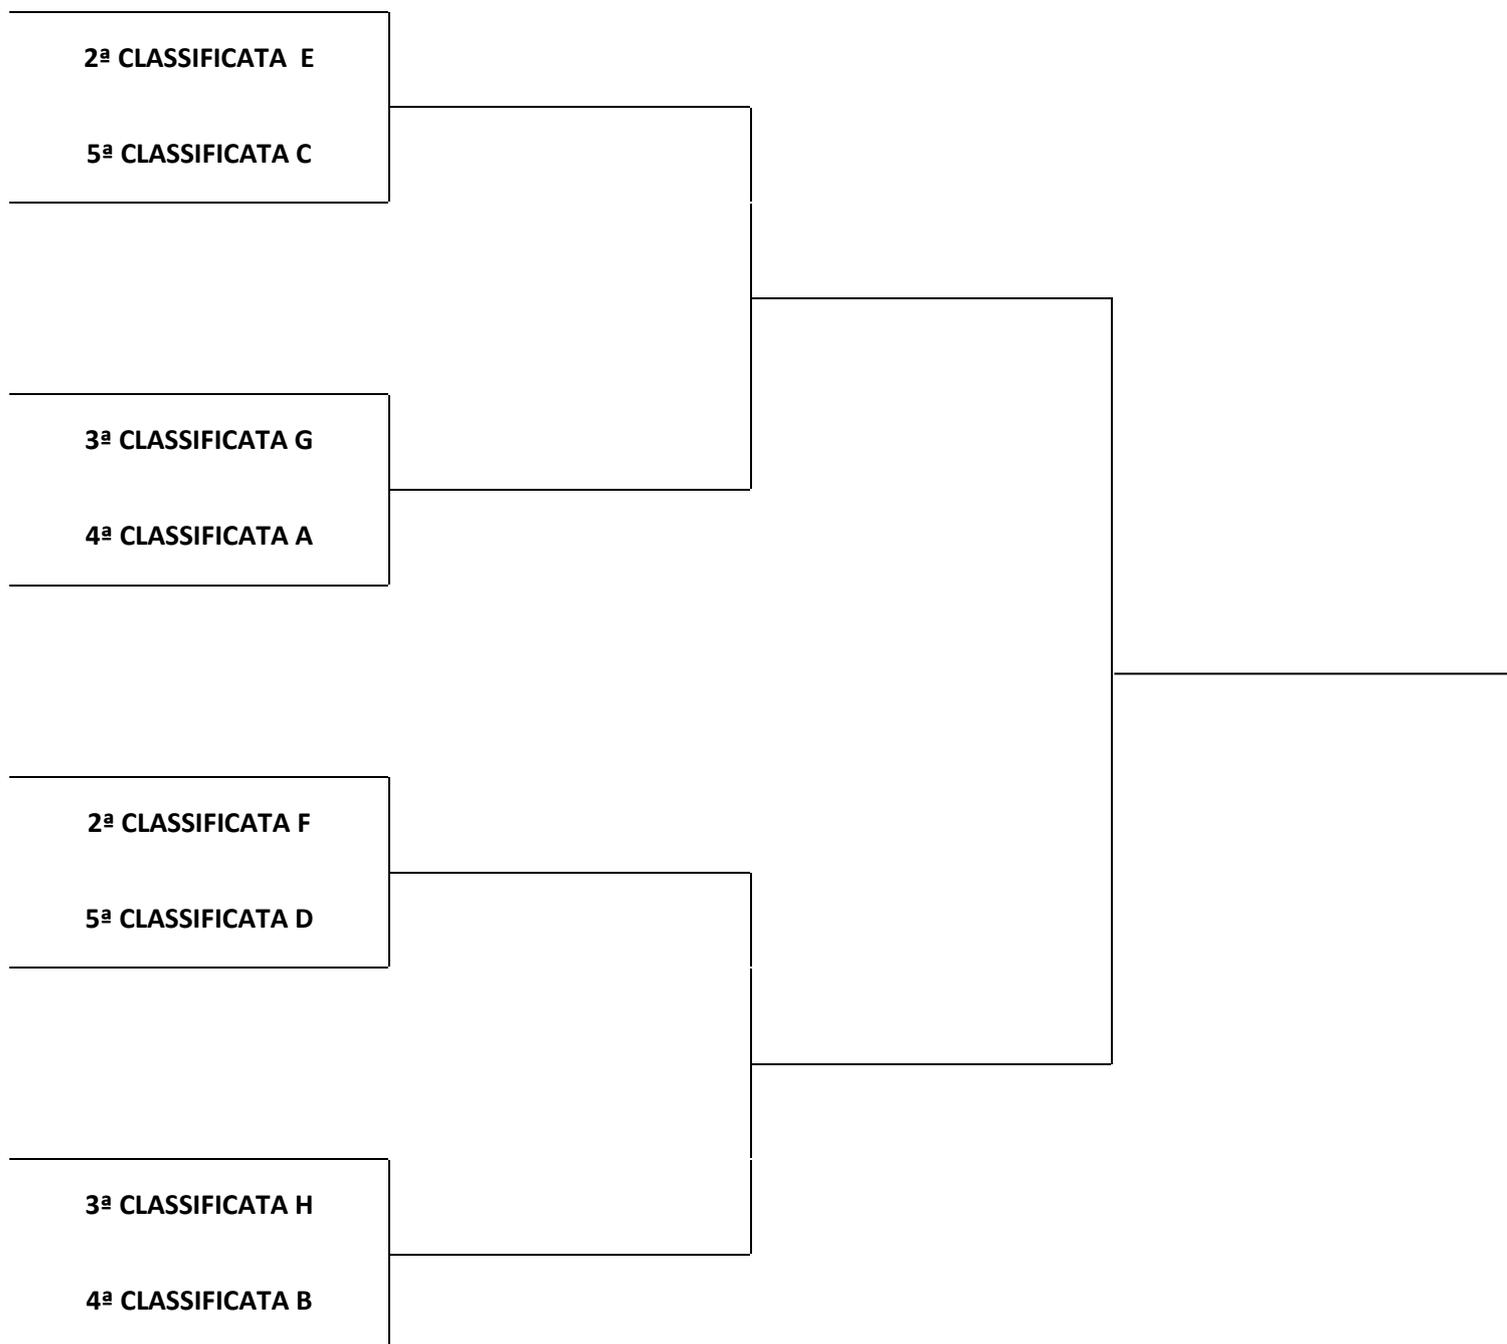 2ª CLASSIFICATA  E
5ª CLASSIFICATA C
3ª CLASSIFICATA G
4ª CLASSIFICATA A
2ª CLASSIFICATA F
5ª CLASSIFICATA D
3ª CLASSIFICATA H
4ª CLASSIFICATA B